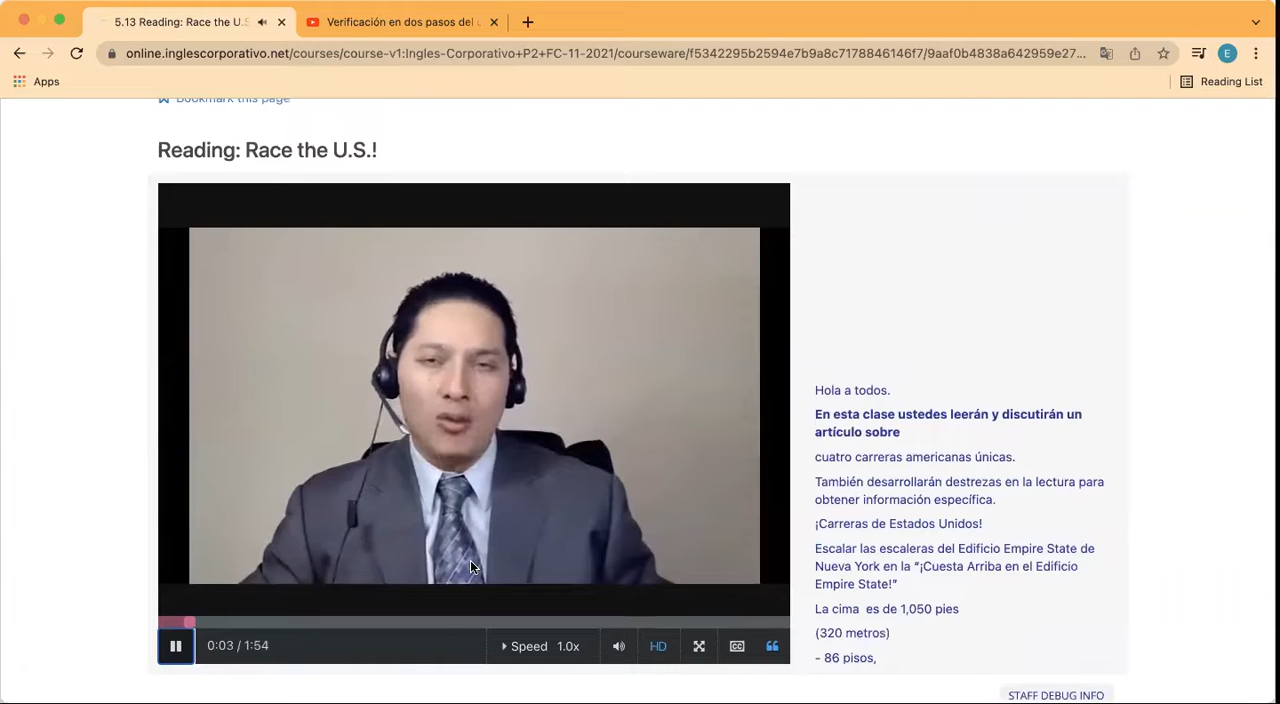 5.13 Reading: Race the U.S
Verificación en dos pasos del
online.inglescorporativo.net/courses/course-v1:Ingles-Corporativo+P2+FC-11-2021/courseware/f5342295b2594e7b9a8c7178846146f7/9aaf0b4838a642959e27...
E
Apps
Reading List
Bookmark this page
Reading: Race the U.S.!
Hola a todos.
En esta clase ustedes leerán y discutirán un
artículo sobre
cuatro carreras americanas únicas.
También desarrollarán destrezas en la lectura para
obtener información específica.
¡Carreras de Estados Unidos!
Escalar las escaleras del Edificio Empire State de
Nueva York en la “¡Cuesta Arriba en el Edificio
Empire State!”
La cima es de 1,050 pies
(320 metros)
- 86 pisos,
0:03 / 1:54
Speed 1.0x
HD
CC
STAFF DEBUG INFO